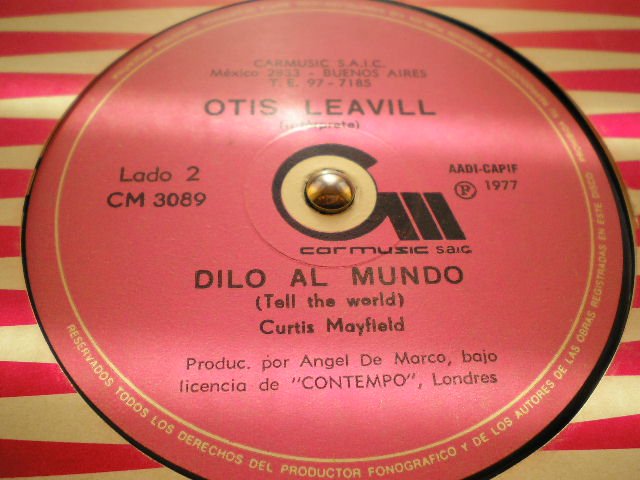 CARMUSIC S.A.I.C.
México 2833 - BUENOS AIRES
T. E. 97-7185
OTIS LEAVILL
(intérprete)
Lado 2
CM 3089
AADI-CAPIF
P 1977
carmusic s.a.i.c.
DILO AL MUNDO
(Tell the world)
Curtis Mayfield
Produc. por Angel De Marco, bajo
licencia de "CONTEMPO", Londres
RESERVADOS TODOS LOS DERECHOS DEL PRODUCTOR FONOGRAFICO Y DE LOS AUTORES DE LAS OBRAS REGISTRADAS EN ESTE DISCO